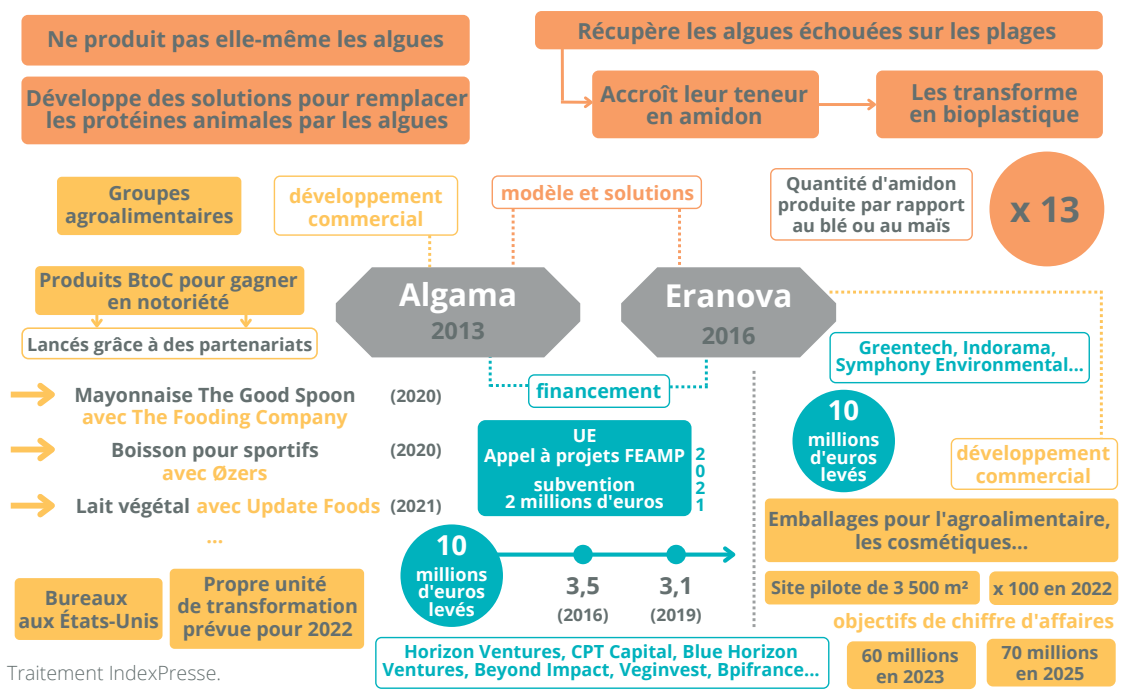 Ne produit pas elle-même les algues
Développe des solutions pour remplacer
les protéines animales par les algues
Récupère les algues échouées sur les plages
Accroît leur teneur
en amidon
Les transforme
en bioplastique
Groupes
agroalimentaires
développement
commercial
modèle et solutions
Quantité d'amidon
produite par rapport
au blé ou au maïs
x 13
Produits BtoC pour gagner
en notoriété
Lancés grâce à des partenariats
Algama
2013
Eranova
2016
financement
Mayonnaise The Good Spoon (2020)
avec The Fooding Company
Boisson pour sportifs (2020)
avec Øzers
Lait végétal avec Update Foods (2021)
...
Bureaux
aux États-Unis
Propre unité
de transformation
prévue pour 2022
UE
Appel à projets FEAMP
subvention
2 millions d'euros
2021
10
millions
d'euros
levés
3,5
(2016)
3,1
(2019)
Horizon Ventures, CPT Capital, Blue Horizon
Ventures, Beyond Impact, Veginvest, Bpifrance...
Greentech, Indorama,
Symphony Environmental...
10
millions
d'euros
levés
développement
commercial
Emballages pour l'agroalimentaire,
les cosmétiques...
Site pilote de 3 500 m²
x 100 en 2022
objectifs de chiffre d'affaires
60 millions
en 2023
70 millions
en 2025
Traitement IndexPresse.